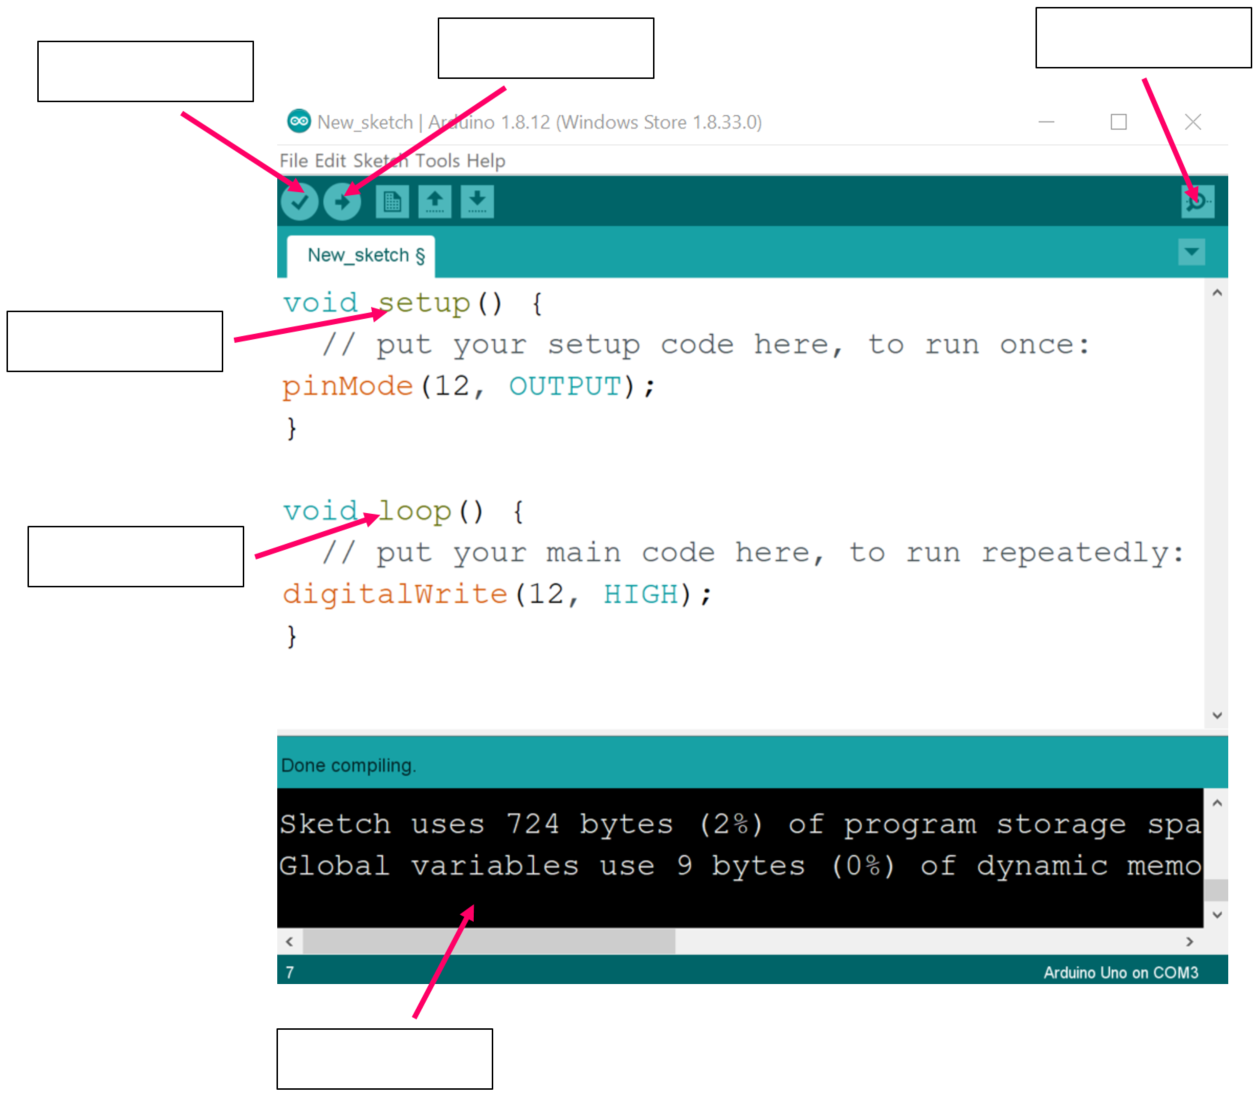 New_sketch | Arduino 1.8.12 (Windows Store 1.8.33.0)
File Edit Sketch Tools Help
New_sketch §
void setup() {
// put your setup code here, to run once:
pinMode(12, OUTPUT);
}
void loop() {
// put your main code here, to run repeatedly:
digitalWrite(12, HIGH);
}
Done compiling.
Sketch uses 724 bytes (2%) of program storage spa
Global variables use 9 bytes (0%) of dynamic memo
7
Arduino Uno on COM3